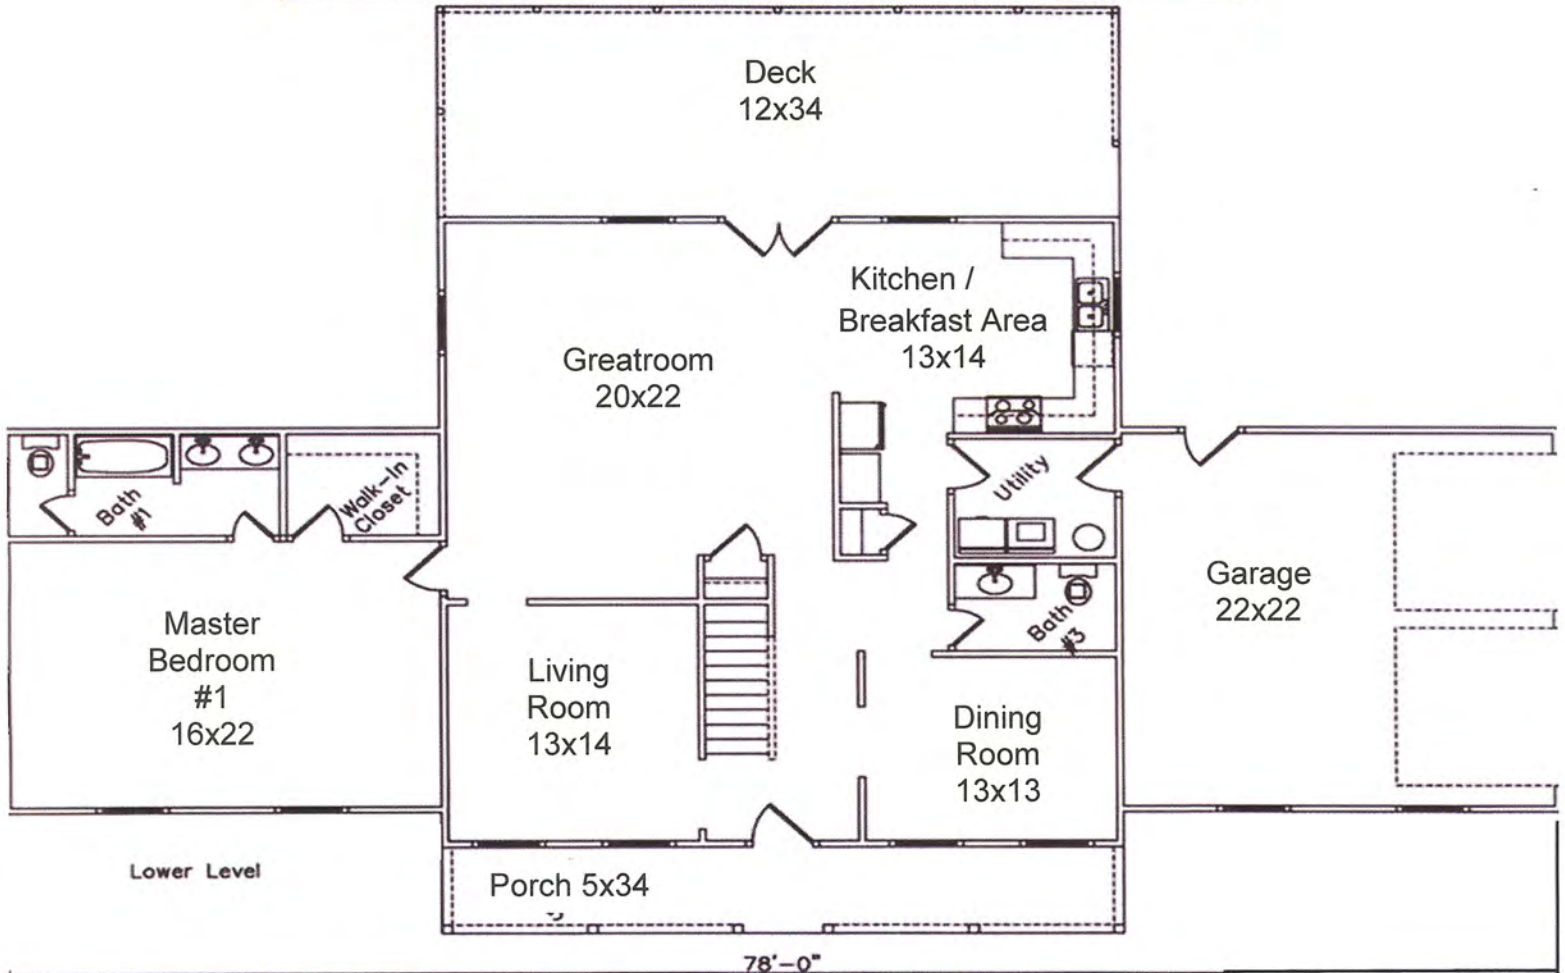 Deck
12x34
Kitchen /
Breakfast Area
13x14
Greatroom
20x22
Walk-In
Closet
Bath
#1
Utility
Garage
22x22
Master
Bedroom
#1
16x22
Bath
#3
Living
Room
13x14
Dining
Room
13x13
Lower Level
Porch 5x34
78'-0"